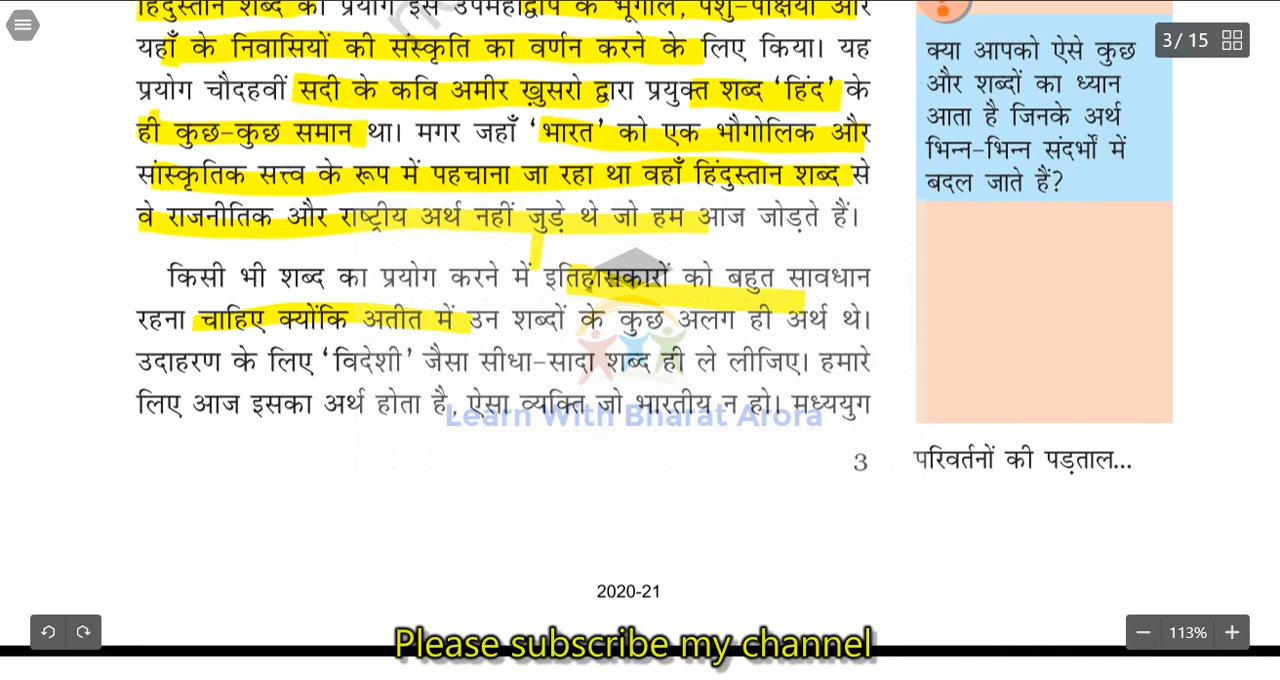 हिंदुस्तान शब्द का प्रयोग इस उपमहाद्वीप के भूगोल, पशु-पक्षियों और
यहाँ के निवासियों की संस्कृति का वर्णन करने के लिए किया। यह
प्रयोग चौदहवीं सदी के कवि अमीर ख़ुसरो द्वारा प्रयुक्त शब्द ‘हिंद’ के
ही कुछ-कुछ समान था। मगर जहाँ ‘भारत’ को एक भौगोलिक और
सांस्कृतिक सत्त्व के रूप में पहचाना जा रहा था वहाँ हिंदुस्तान शब्द से
वे राजनीतिक और राष्ट्रीय अर्थ नहीं जुड़े थे जो हम आज जोड़ते हैं।
किसी भी शब्द का प्रयोग करने में इतिहासकारों को बहुत सावधान
रहना चाहिए क्योंकि अतीत में उन शब्दों के कुछ अलग ही अर्थ थे।
उदाहरण के लिए ‘विदेशी’ जैसा सीधा-सादा शब्द ही ले लीजिए। हमारे
लिए आज इसका अर्थ होता है, ऐसा व्यक्ति जो भारतीय न हो। मध्ययुग
Learn With Bharat Arora
3
क्या आपको ऐसे कुछ
और शब्दों का ध्यान
आता है जिनके अर्थ
भिन्न-भिन्न संदर्भों में
बदल जाते हैं?
3 / 15
परिवर्तनों की पड़ताल...
2020-21
Please subscribe my channel
113%